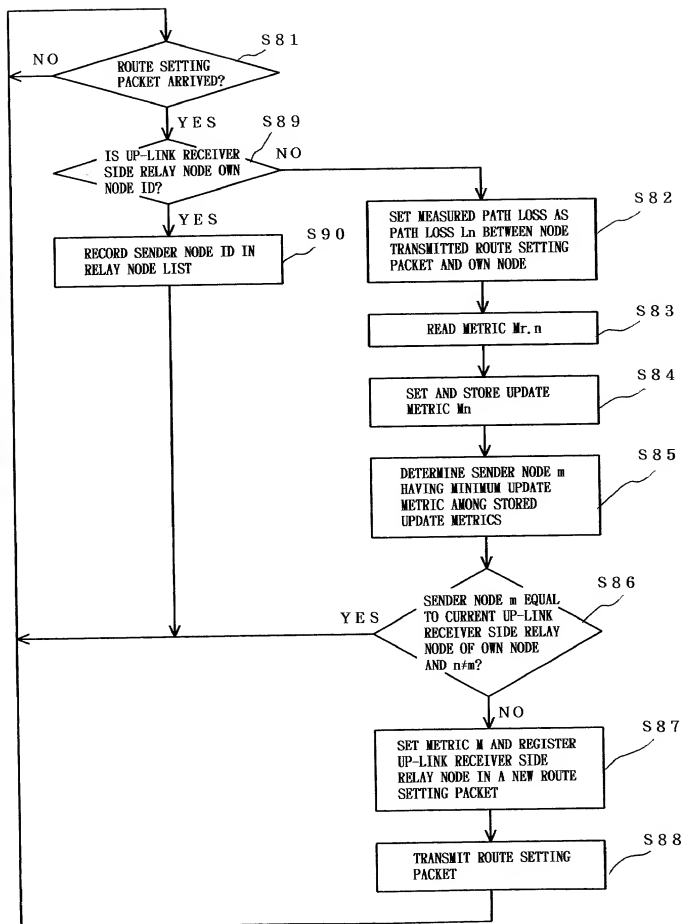 S81
NO
ROUTE SETTING
PACKET ARRIVED?
YES
S89
IS UP-LINK RECEIVER
SIDE RELAY NODE OWN
NODE ID?
NO
YES
S90
RECORD SENDER NODE ID IN
RELAY NODE LIST
S82
SET MEASURED PATH LOSS AS
PATH LOSS Ln BETWEEN NODE
TRANSMITTED ROUTE SETTING
PACKET AND OWN NODE
S83
READ METRIC Mr.n
S84
SET AND STORE UPDATE
METRIC Mn
S85
DETERMINE SENDER NODE m
HAVING MINIMUM UPDATE
METRIC AMONG STORED
UPDATE METRICS
S86
YES
SENDER NODE m EQUAL
TO CURRENT UP-LINK
RECEIVER SIDE RELAY
NODE OF OWN NODE
AND n≠m?
NO
S87
SET METRIC M AND REGISTER
UP-LINK RECEIVER SIDE
RELAY NODE IN A NEW ROUTE
SETTING PACKET
S88
TRANSMIT ROUTE SETTING
PACKET